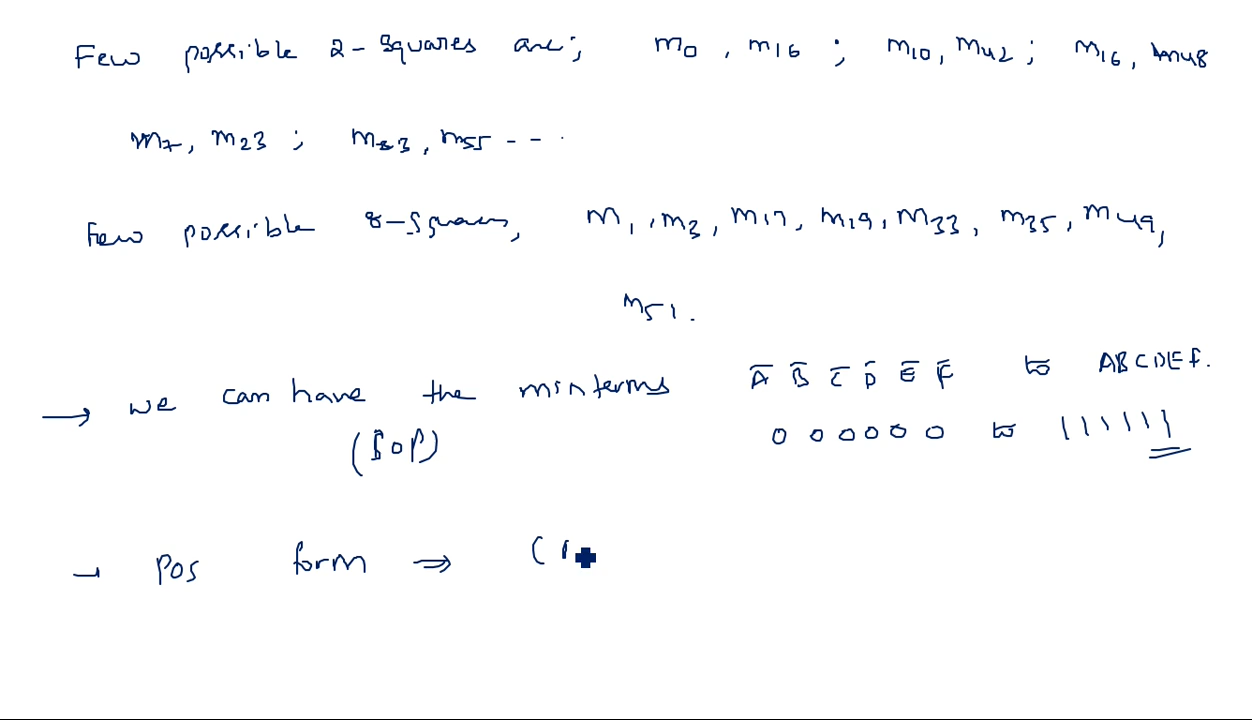 Few possible 2-squares are; m0, m16; m10, m42; m16, m48
m7, m23; m23, m55 - - -
Few possible 8-squares, m1, m3, m17, m19, m33, m35, m49,
m51.
→ we can have the minterms A̅ B̅ C̅ D̅ E̅ F̅ to ABCDEF.
(SOP) 0 0 0 0 0 0 to 111111
→ POS form ⇒ (